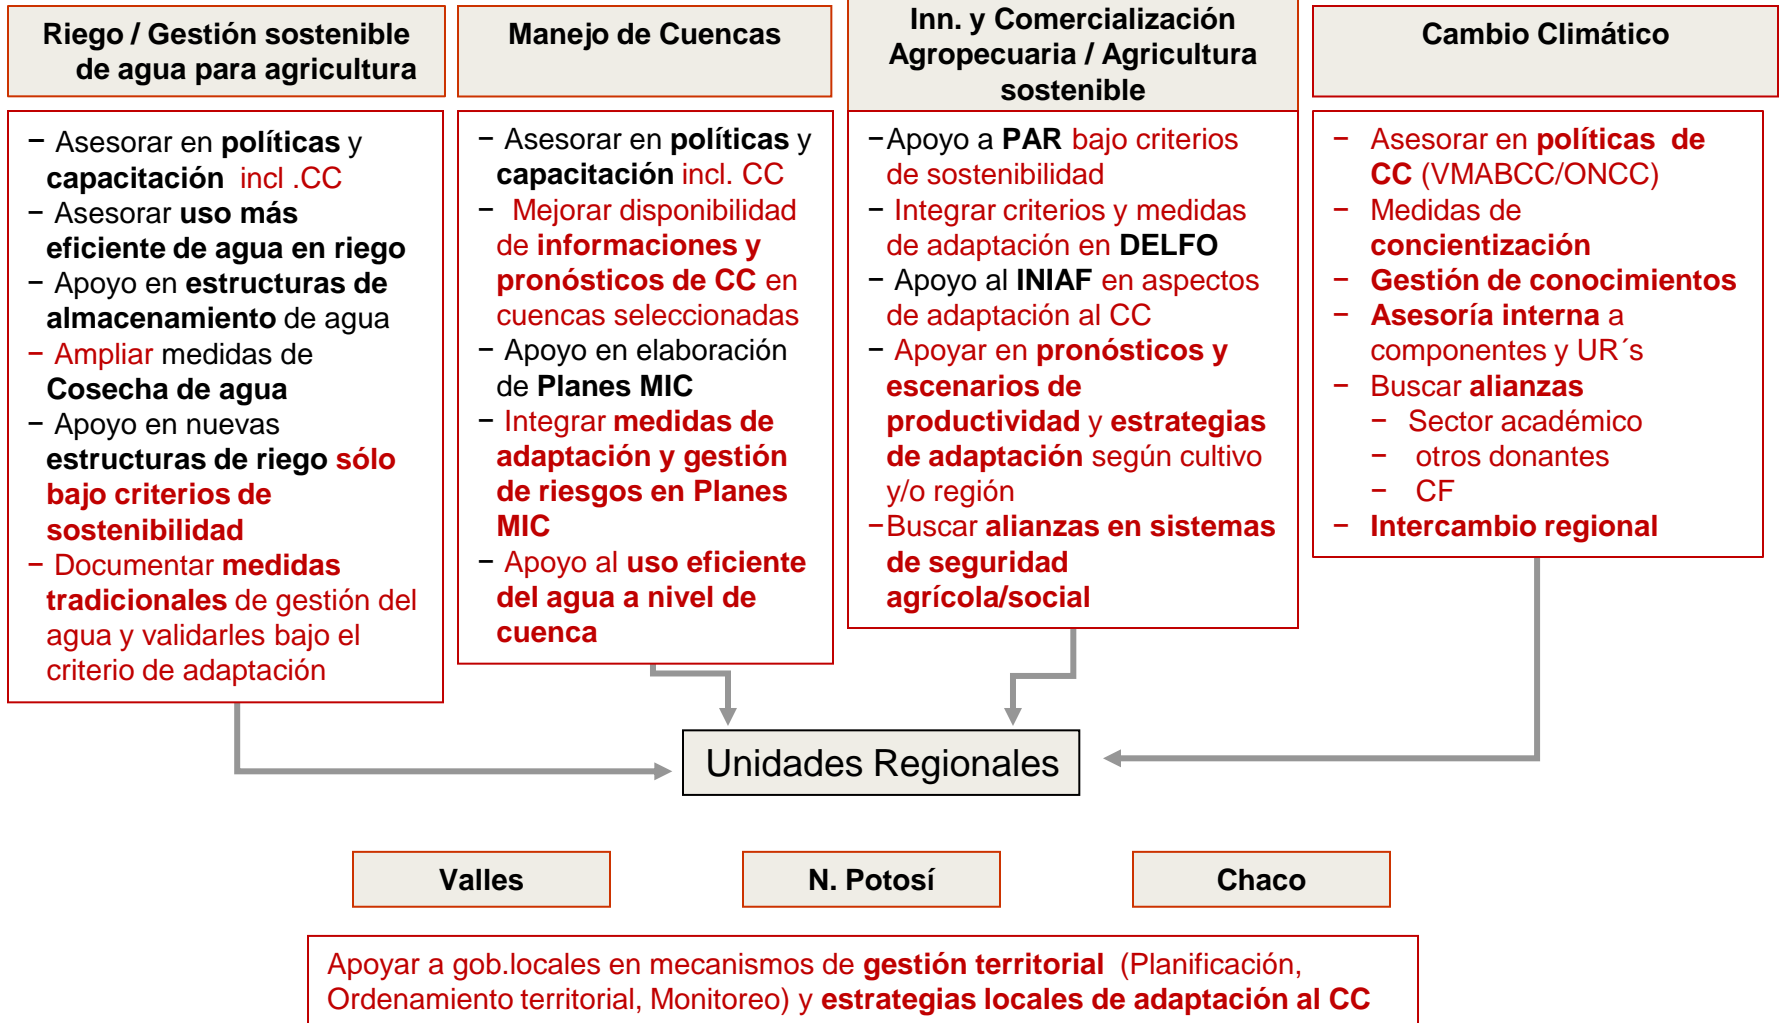 Riego / Gestión sostenible
de agua para agricultura
− Asesorar en políticas y
capacitación incl .CC
− Asesorar uso más
eficiente de agua en riego
− Apoyo en estructuras de
almacenamiento de agua
− Ampliar medidas de
Cosecha de agua
− Apoyo en nuevas
estructuras de riego sólo
bajo criterios de
sostenibilidad
− Documentar medidas
tradicionales de gestión del
agua y validarles bajo el
criterio de adaptación
Manejo de Cuencas
− Asesorar en políticas y
capacitación incl. CC
− Mejorar disponibilidad
de informaciones y
pronósticos de CC en
cuencas seleccionadas
− Apoyo en elaboración
de Planes MIC
− Integrar medidas de
adaptación y gestión
de riesgos en Planes
MIC
− Apoyo al uso eficiente
del agua a nivel de
cuenca
Inn. y Comercialización
Agropecuaria / Agricultura
sostenible
−Apoyo a PAR bajo criterios
de sostenibilidad
− Integrar criterios y medidas
de adaptación en DELFO
− Apoyo al INIAF en aspectos
de adaptación al CC
− Apoyar en pronósticos y
escenarios de
productividad y estrategias
de adaptación según cultivo
y/o región
−Buscar alianzas en sistemas
de seguridad
agrícola/social
Cambio Climático
− Asesorar en políticas de
CC (VMABCC/ONCC)
− Medidas de
concientización
− Gestión de conocimientos
− Asesoría interna a
componentes y UR´s
− Buscar alianzas
− Sector académico
− otros donantes
− CF
− Intercambio regional
Unidades Regionales
Valles
N. Potosí
Chaco
Apoyar a gob.locales en mecanismos de gestión territorial (Planificación,
Ordenamiento territorial, Monitoreo) y estrategias locales de adaptación al CC